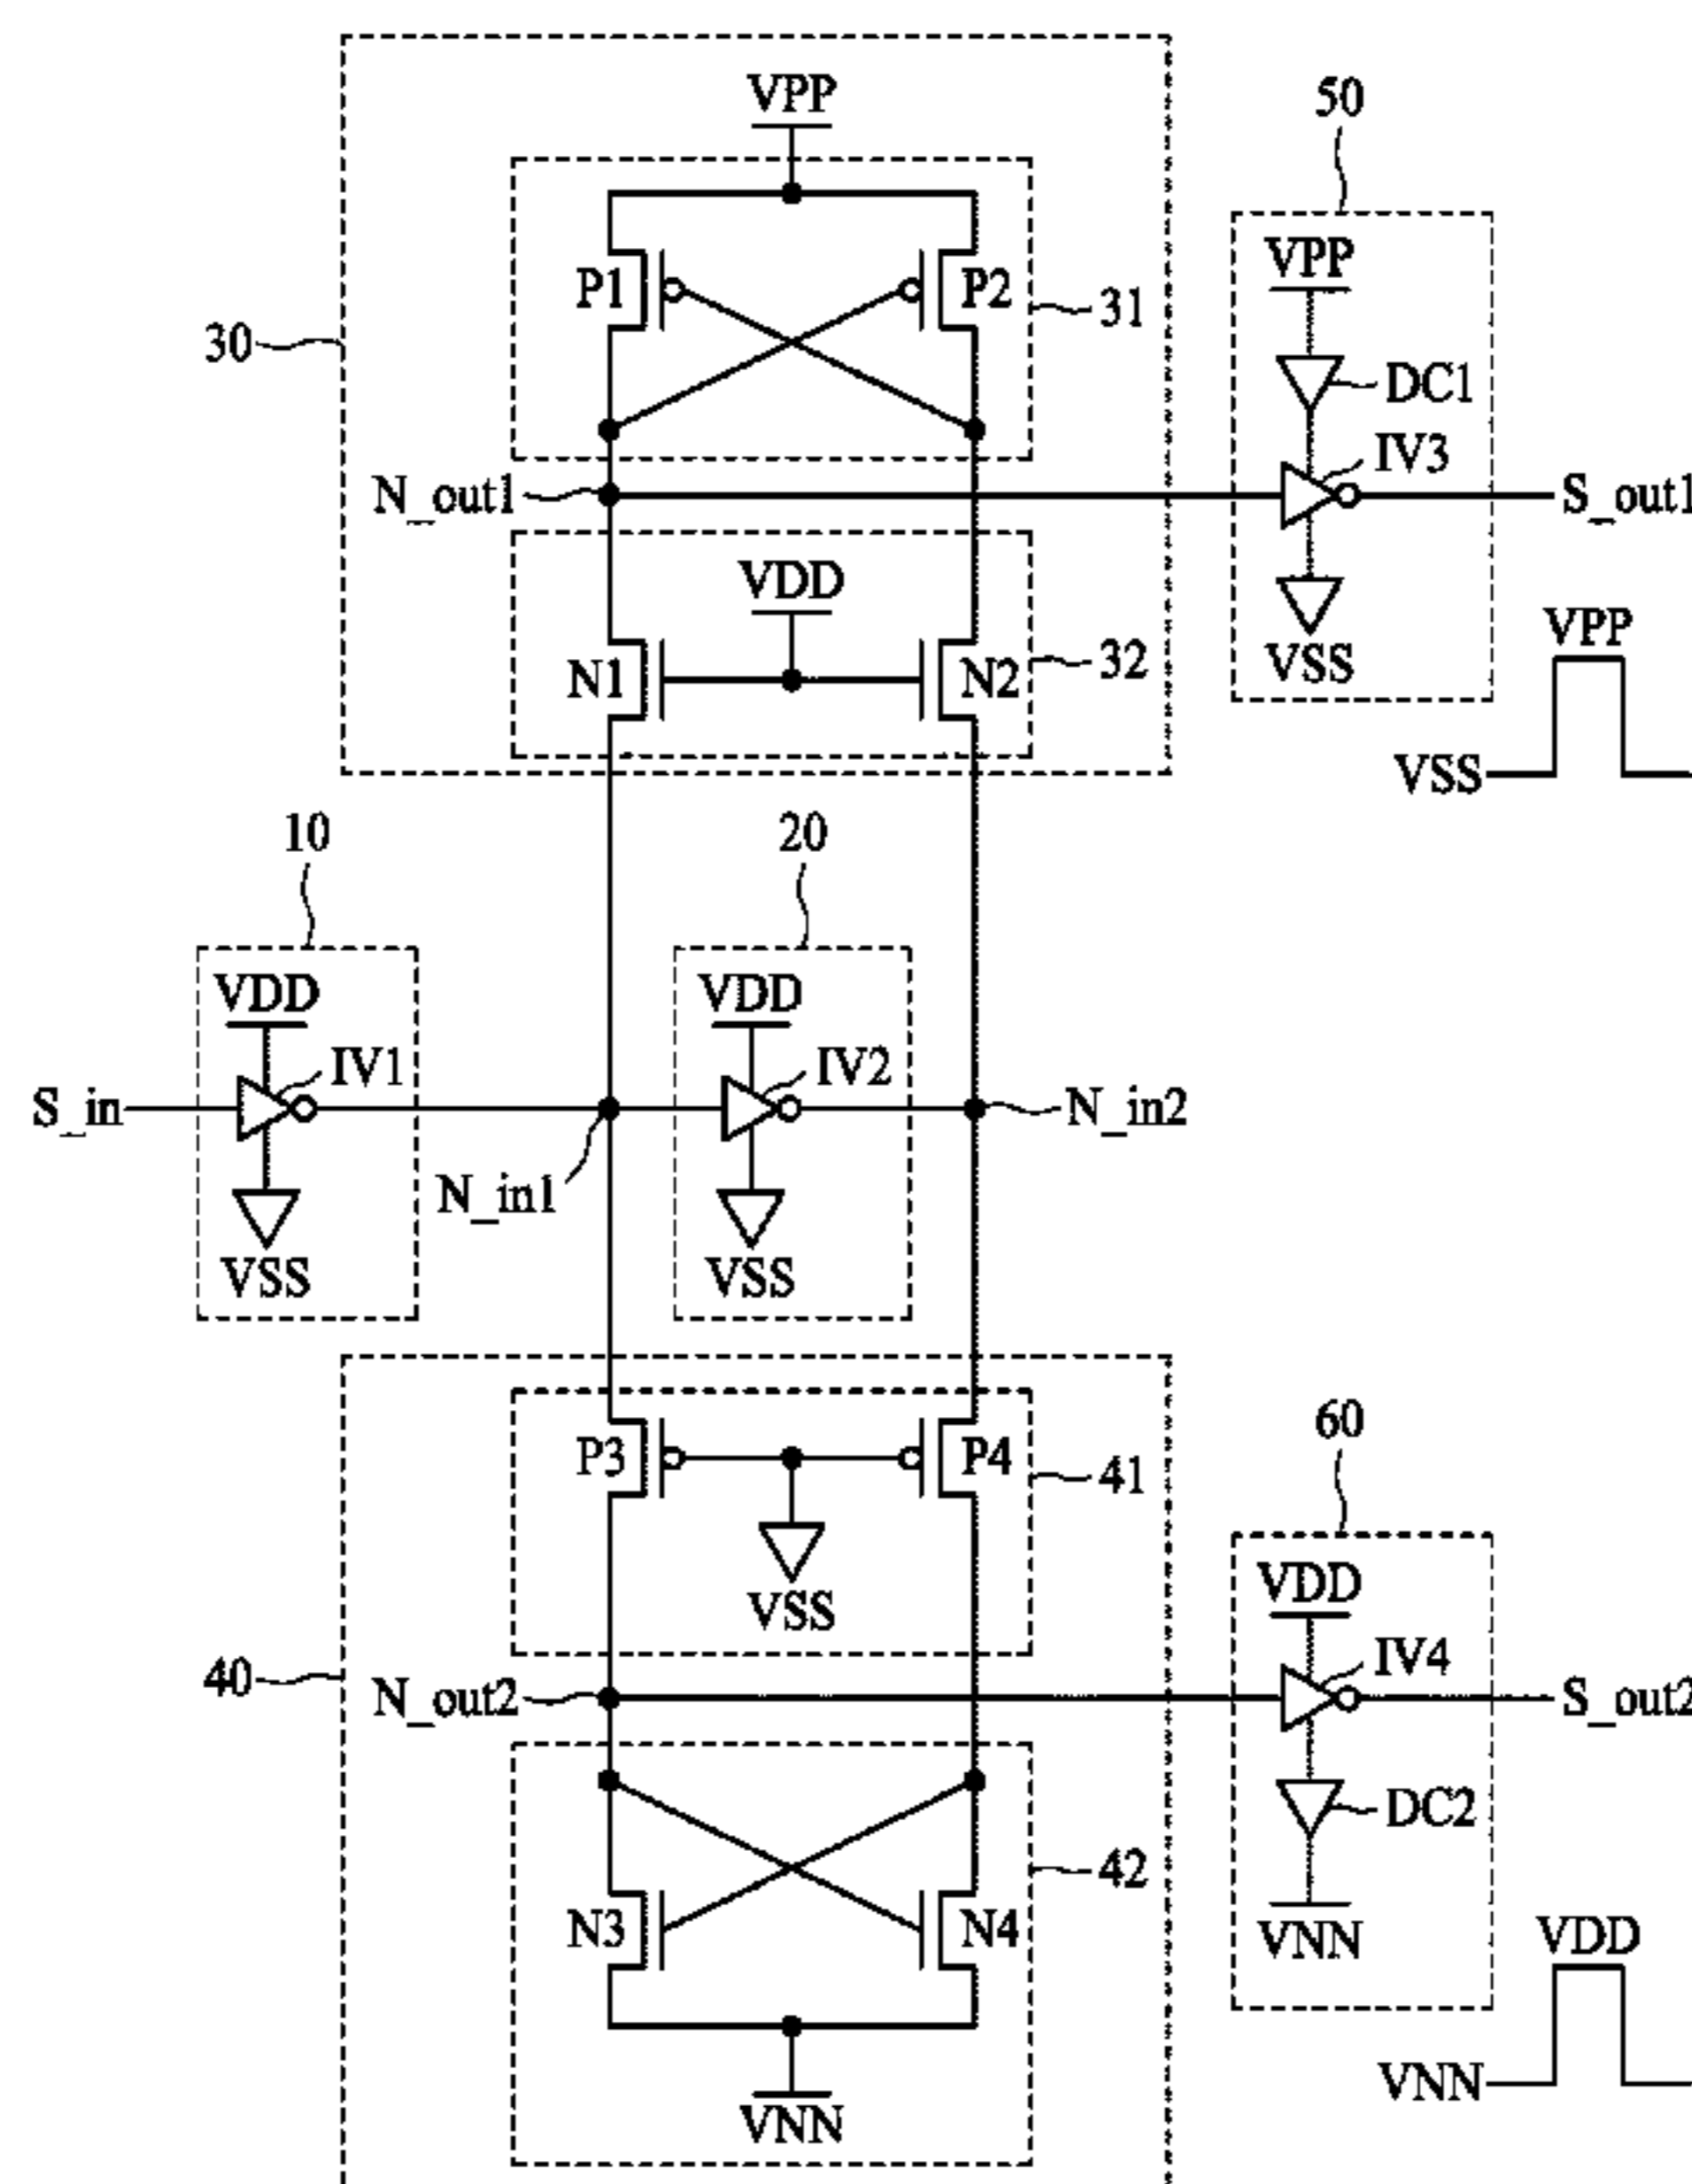 VPP
50
VPP
P1
P2
31
30
DC1
IV3
N_out1
S_out1
VDD
VPP
N1
N2
32
VSS
VSS
10
20
VDD
VDD
IV1
IV2
S_in
N_in2
N_in1
VSS
VSS
60
P3
P4
41
VDD
VSS
IV4
40
N_out2
S_out2
DC2
42
N3
N4
VDD
VNN
VNN
VNN